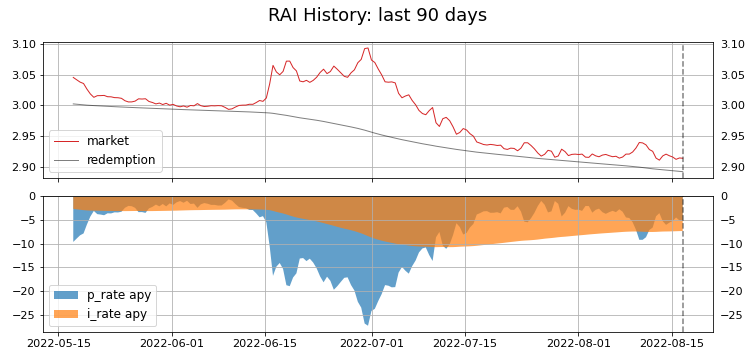 RAI History: last 90 days
3.10 3.10
3.05 3.05
3.00 3.00
2.95 2.95
2.90 2.90
market
redemption
0 0
−5 −5
−10 −10
−15 −15
−20 −20
−25 −25
p_rate apy
i_rate apy
2022-05-15 2022-06-01 2022-06-15 2022-07-01 2022-07-15 2022-08-01 2022-08-15